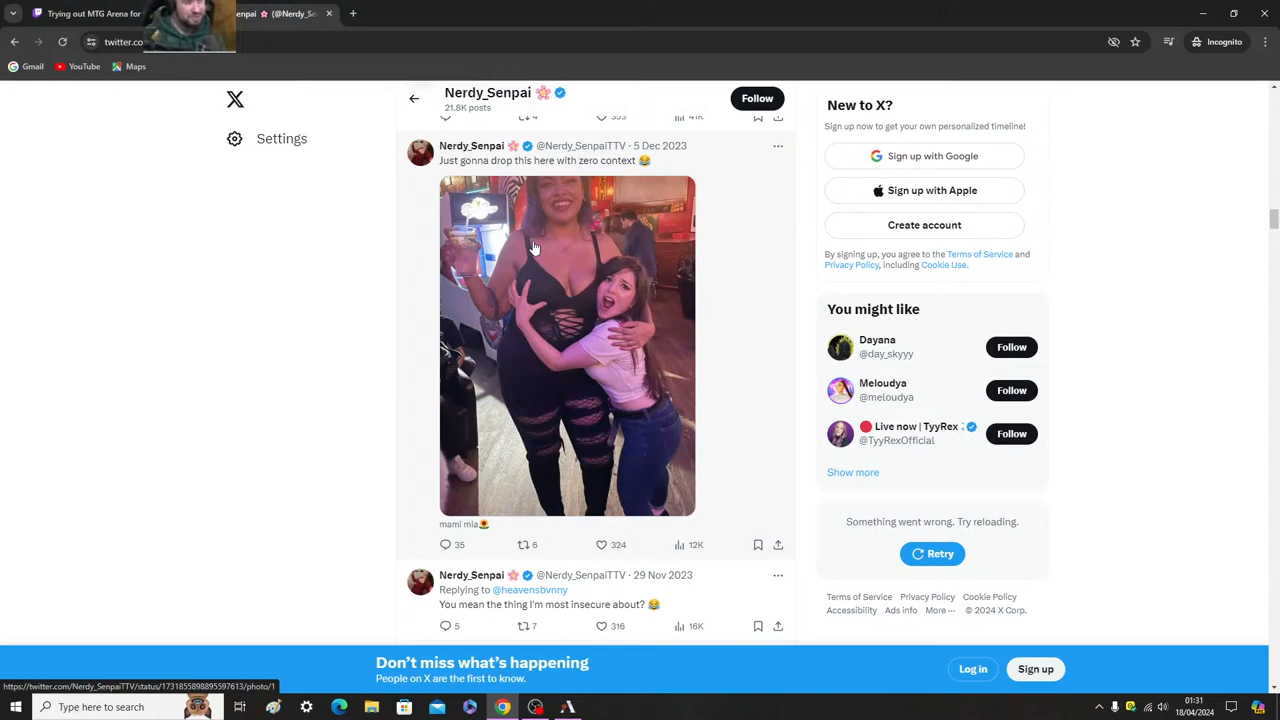 Trying out MTG Arena for
enpai 🌸 (@Nerdy_Sen
twitter.co
Incognito
Gmail
YouTube
Maps
Nerdy_Senpai 🌸
21.8K posts
Follow
Settings
4
353
41K
Nerdy_Senpai 🌸 @Nerdy_SenpaiTTV · 5 Dec 2023
Just gonna drop this here with zero context 😂
mami mia🌻
35
6
324
12K
Nerdy_Senpai 🌸 @Nerdy_SenpaiTTV · 29 Nov 2023
Replying to @heavensbvnny
You mean the thing I'm most insecure about? 😂
5
7
316
16K
New to X?
Sign up now to get your own personalized timeline!
Sign up with Google
Sign up with Apple
Create account
By signing up, you agree to the Terms of Service and
Privacy Policy, including Cookie Use.
You might like
Dayana
@day_skyyy
Follow
Meloudya
@meloudya
Follow
🔴 Live now | TyyRex
@TyyRexOfficial
Follow
Show more
Something went wrong. Try reloading.
Retry
Terms of Service Privacy Policy Cookie Policy
Accessibility Ads info More ··· © 2024 X Corp.
Don't miss what's happening
People on X are the first to know.
Log in
Sign up
https://twitter.com/Nerdy_SenpaiTTV/status/1731855898895597613/photo/1
Type here to search
01:31
18/04/2024